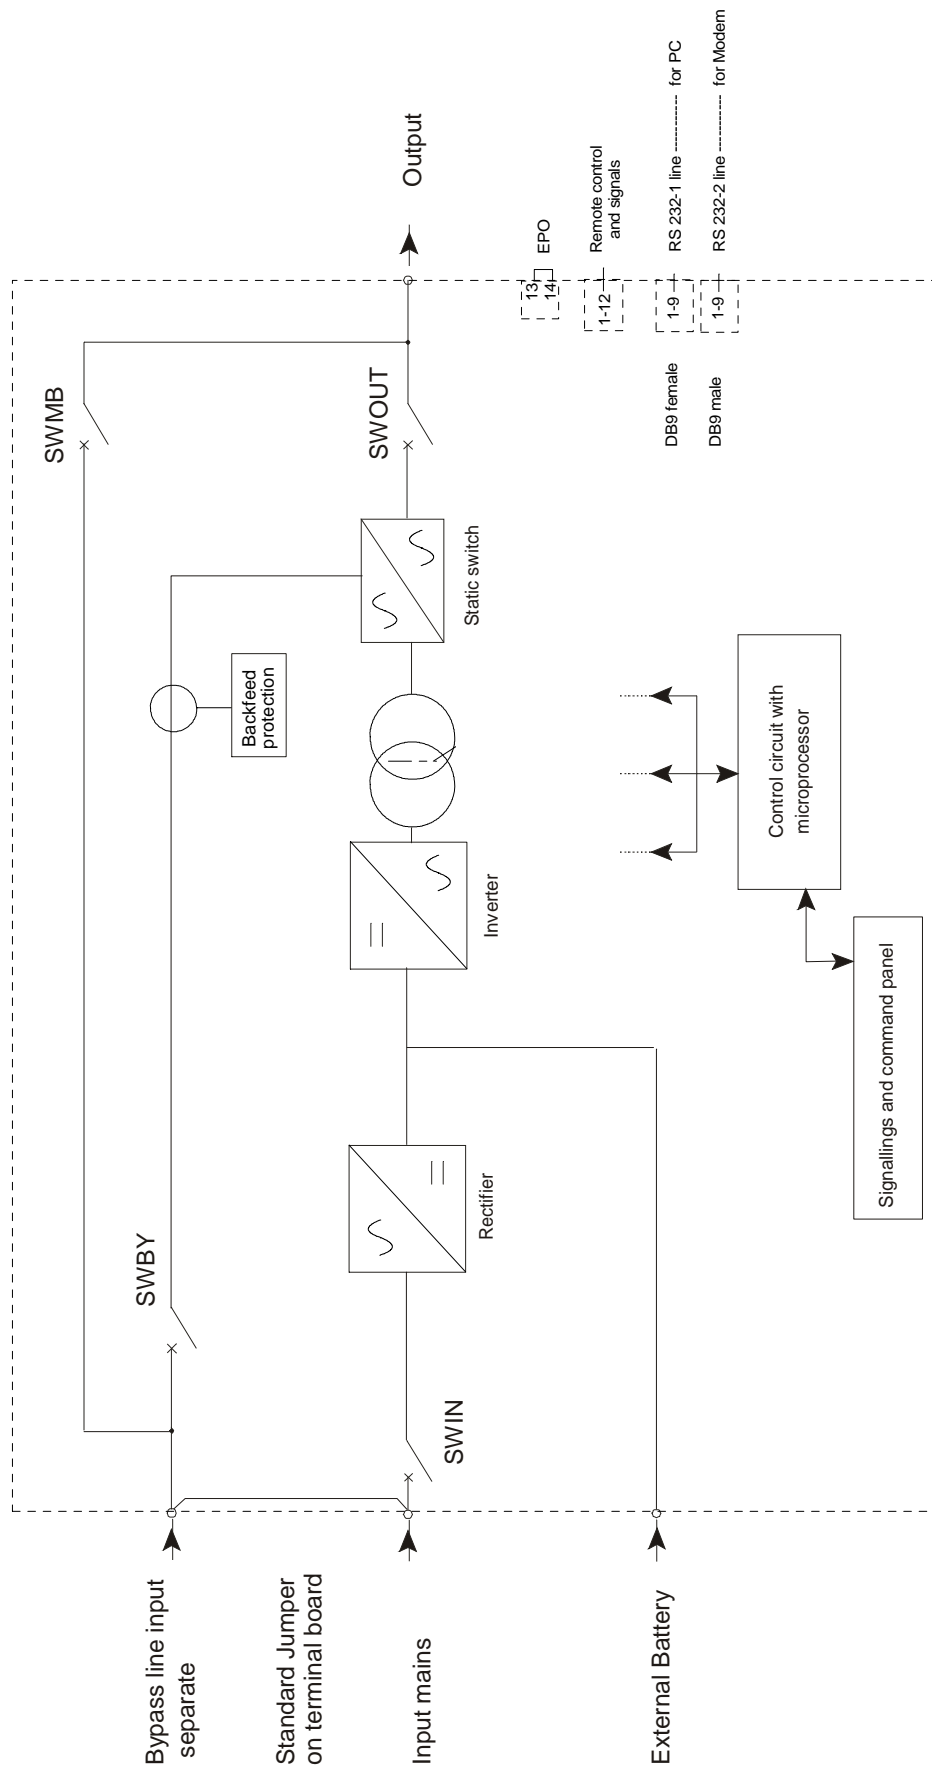 SWMB
SWBY
Backfeed
protection
SWOUT
Static switch
Inverter
Rectifier
SWIN
Bypass line input
separate
Standard Jumper
on terminal board
Input mains
External Battery
Output
13
14
EPO
1-12
Remote control
and signals
DB9 female
1-9
RS 232-1 line ----------- for PC
DB9 male
1-9
RS 232-2 line ----------- for Modem
Control circuit with
microprocessor
Signallings and command panel